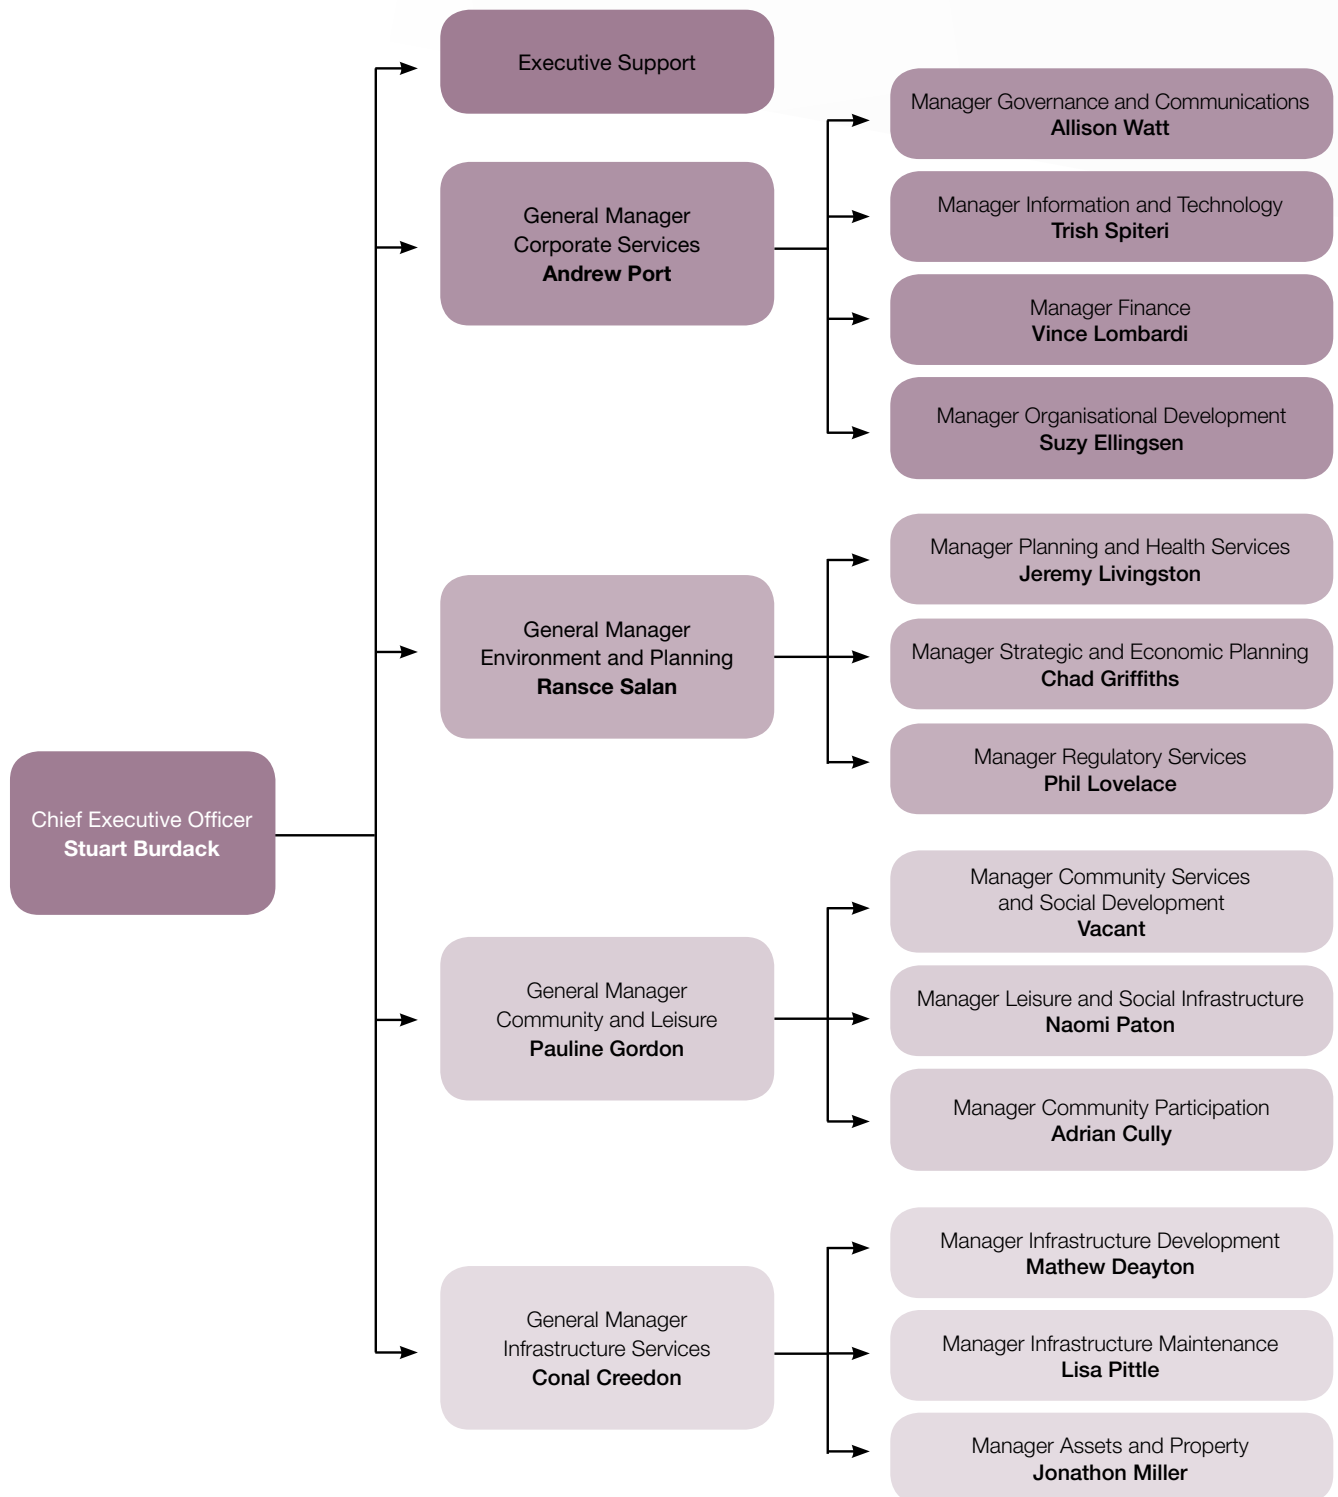 Executive Support
Manager Governance and Communications
Allison Watt
General Manager
Corporate Services
Andrew Port
Manager Information and Technology
Trish Spiteri
Manager Finance
Vince Lombardi
Manager Organisational Development
Suzy Ellingsen
General Manager
Environment and Planning
Ransce Salan
Manager Planning and Health Services
Jeremy Livingston
Manager Strategic and Economic Planning
Chad Griffiths
Manager Regulatory Services
Phil Lovelace
Chief Executive Officer
Stuart Burdack
General Manager
Community and Leisure
Pauline Gordon
Manager Community Services
and Social Development
Vacant
Manager Leisure and Social Infrastructure
Naomi Paton
Manager Community Participation
Adrian Cully
General Manager
Infrastructure Services
Conal Creedon
Manager Infrastructure Development
Mathew Deayton
Manager Infrastructure Maintenance
Lisa Pittle
Manager Assets and Property
Jonathon Miller